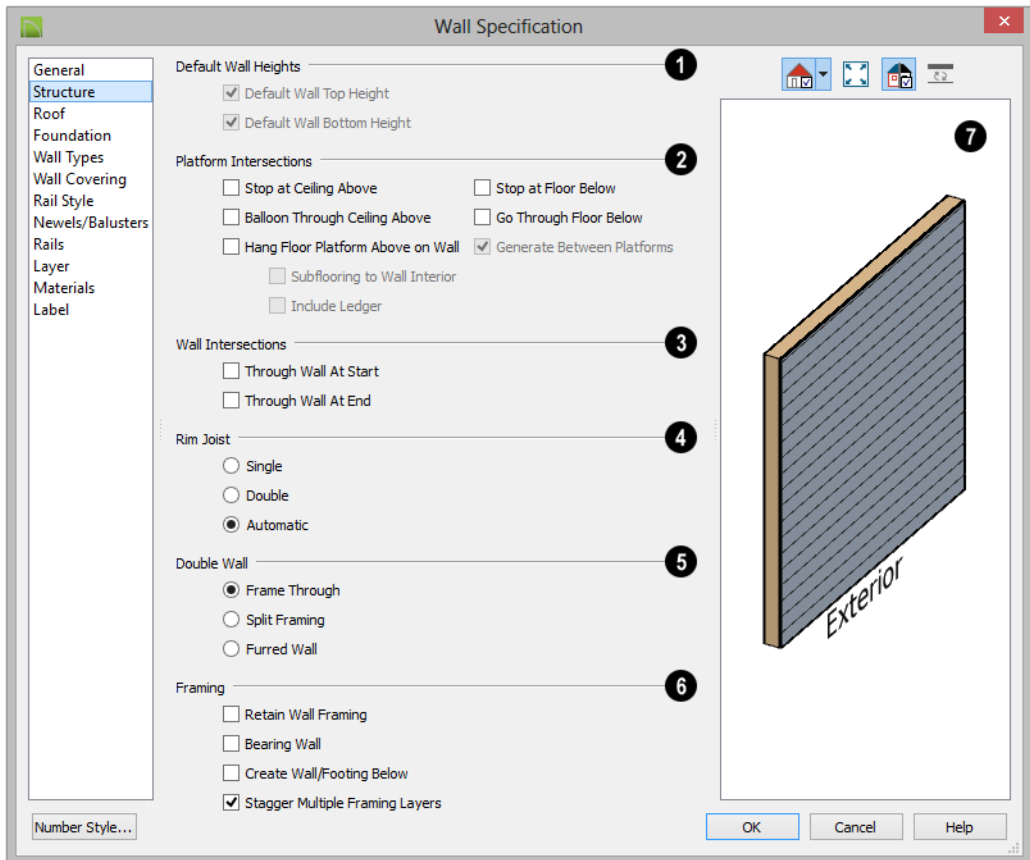 Wall Specification
General
Structure
Roof
Foundation
Wall Types
Wall Covering
Rail Style
Newels/Balusters
Rails
Layer
Materials
Label
Default Wall Heights 1
Default Wall Top Height
Default Wall Bottom Height
Platform Intersections 2
Stop at Ceiling Above Stop at Floor Below
Balloon Through Ceiling Above Go Through Floor Below
Hang Floor Platform Above on Wall Generate Between Platforms
Subflooring to Wall Interior
Include Ledger
Wall Intersections 3
Through Wall At Start
Through Wall At End
Rim Joist 4
Single
Double
Automatic
Double Wall 5
Frame Through
Split Framing
Furred Wall
Framing 6
Retain Wall Framing
Bearing Wall
Create Wall/Footing Below
Stagger Multiple Framing Layers
7
Exterior
Number Style... OK Cancel Help